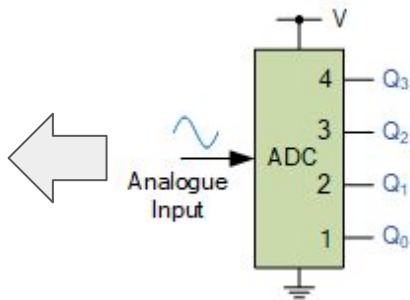 V
4 Q₃
3 Q₂
ADC
Analogue
Input
2 Q₁
1 Q₀